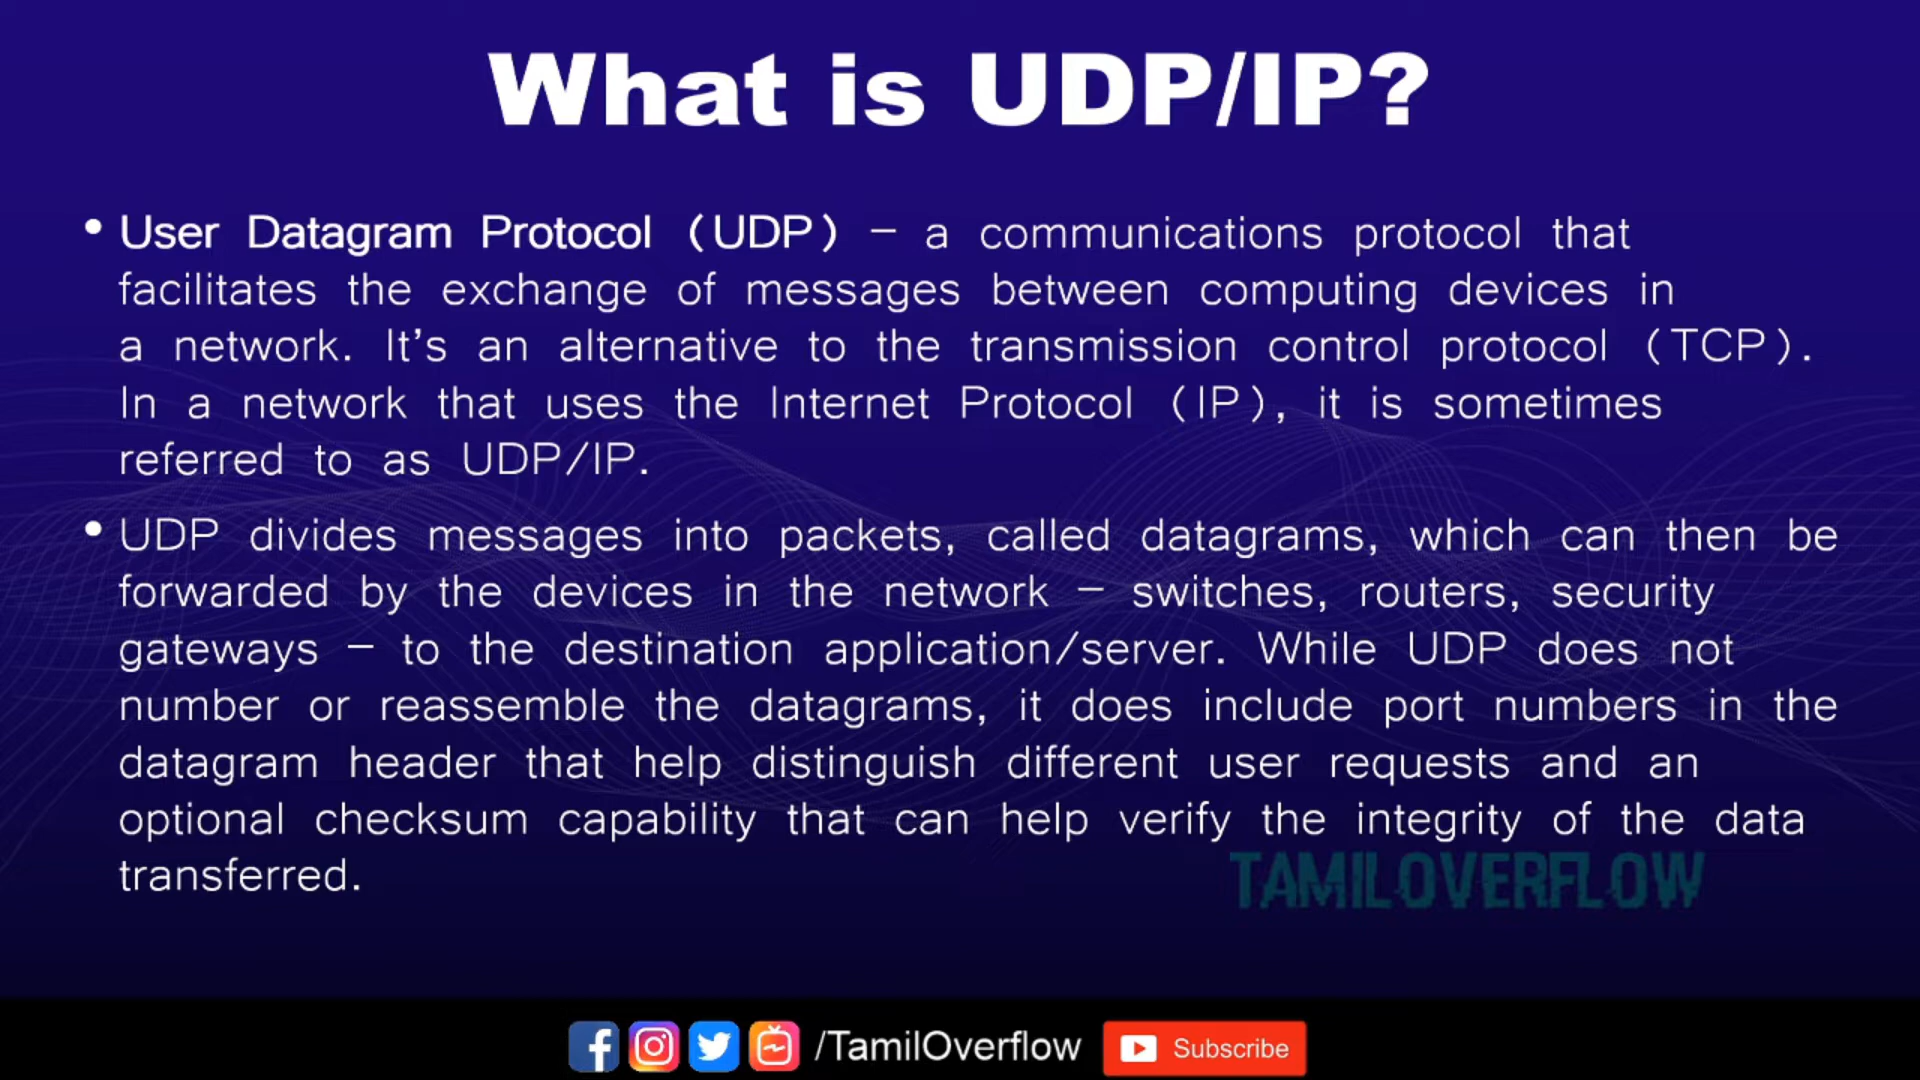 What is UDP/IP?
• User Datagram Protocol (UDP) – a communications protocol that
facilitates the exchange of messages between computing devices in
a network. It’s an alternative to the transmission control protocol (TCP).
In a network that uses the Internet Protocol (IP), it is sometimes
referred to as UDP/IP.
• UDP divides messages into packets, called datagrams, which can then be
forwarded by the devices in the network – switches, routers, security
gateways – to the destination application/server. While UDP does not
number or reassemble the datagrams, it does include port numbers in the
datagram header that help distinguish different user requests and an
optional checksum capability that can help verify the integrity of the data
transferred.
TAMILOVERFLOW
/TamilOverflow Subscribe